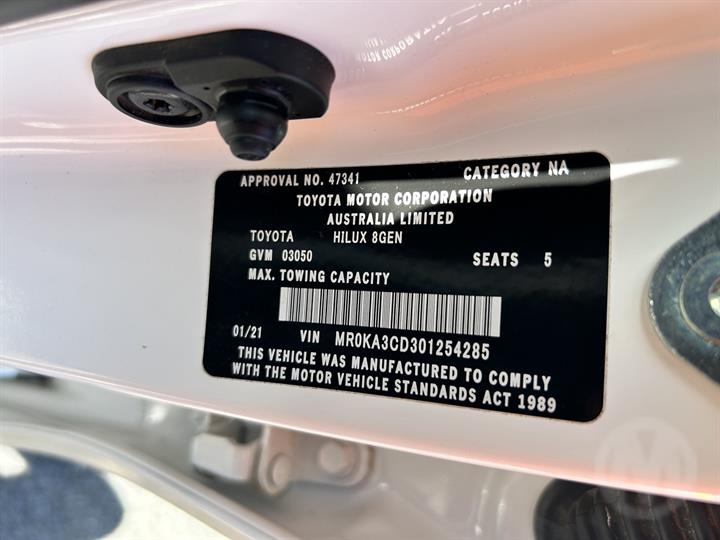 APPROVAL NO. 47341 CATEGORY NA
TOYOTA MOTOR CORPORATION
AUSTRALIA LIMITED
TOYOTA HILUX 8GEN
GVM 03050 SEATS 5
MAX. TOWING CAPACITY
01/21 VIN MR0KA3CD301254285
THIS VEHICLE WAS MANUFACTURED TO COMPLY
WITH THE MOTOR VEHICLE STANDARDS ACT 1989
M